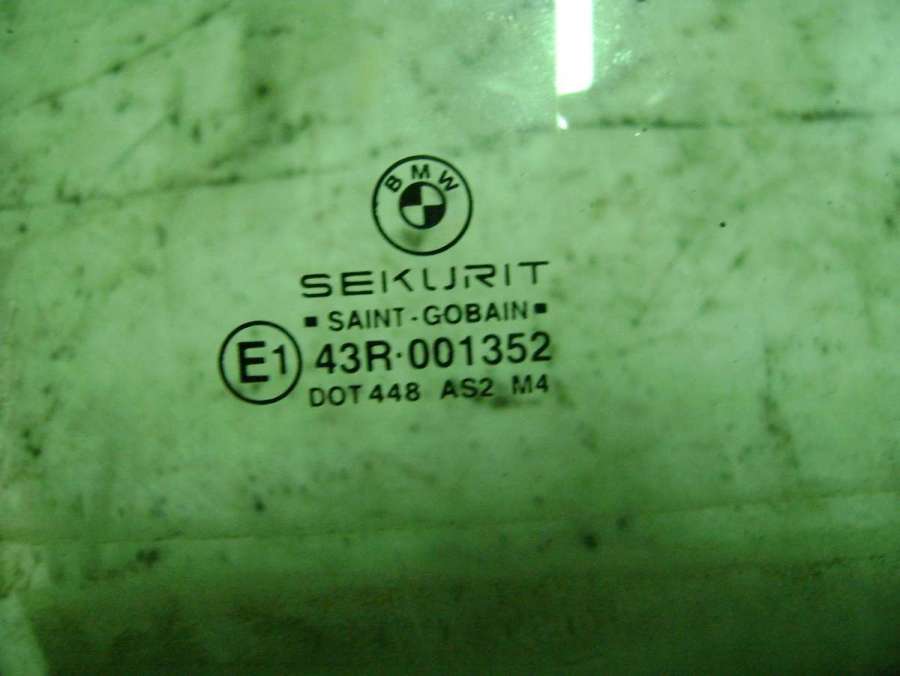 BMW
SEKURIT
▪ SAINT-GOBAIN ▪
E1 43R·001352
DOT 448 AS2 M4